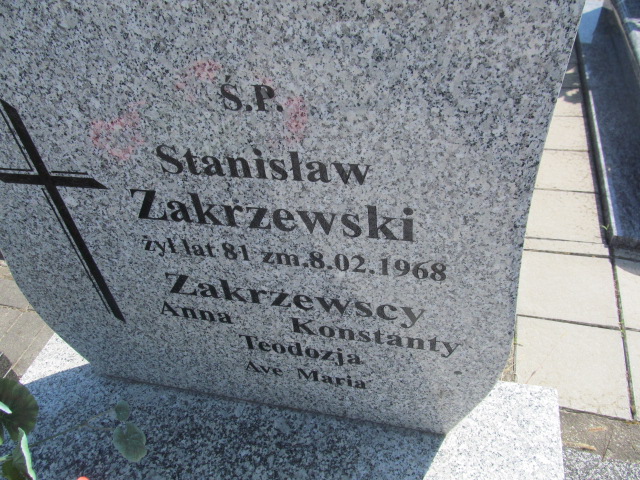 Ś.P.
Stanisław
Zakrzewski
żył lat 81 zm.8.02.1968
Zakrzewscy
Anna Konstanty
Teodozja
Ave Maria